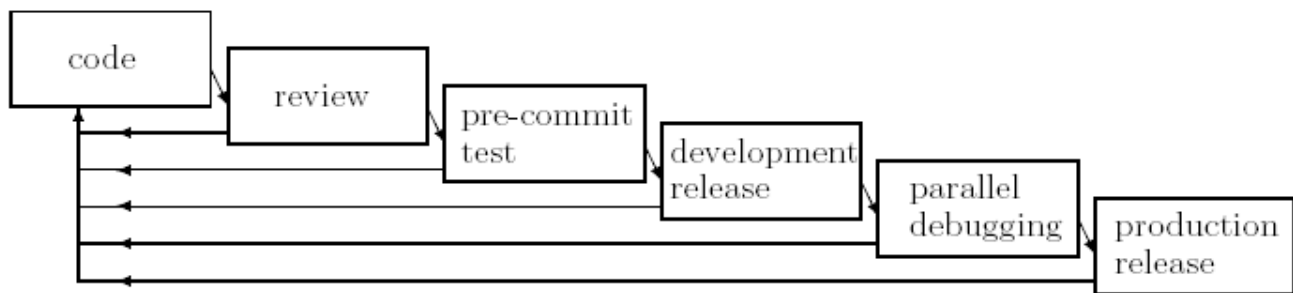 code
review
pre-commit
test
development
release
parallel
debugging
production
release